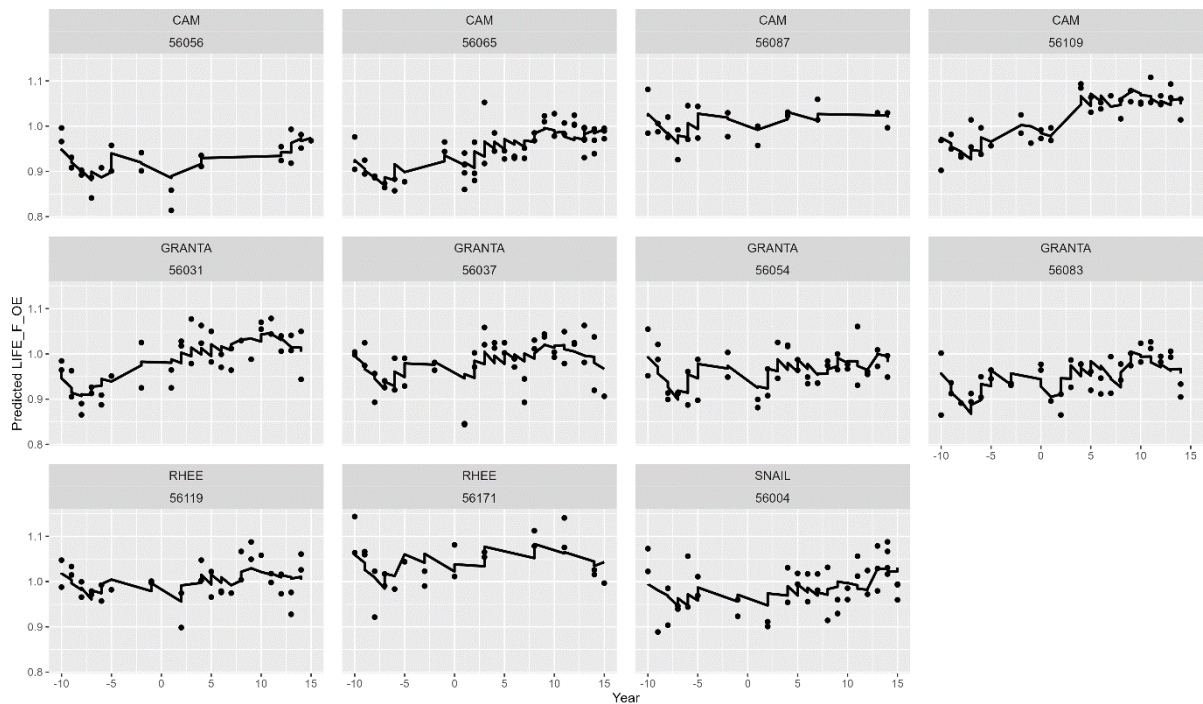 CAM CAM CAM CAM
56056 56065 56087 56109
1.1
1.0
0.9
0.8
GRANTA GRANTA GRANTA GRANTA
56031 56037 56054 56083
1.1
1.0
0.9
0.8
-10 -5 0 5 10 15
RHEE RHEE SNAIL
56119 56171 56004
1.1
1.0
0.9
0.8
-10 -5 0 5 10 15 -10 -5 0 5 10 15 -10 -5 0 5 10 15
Predicted LIFE_F_OE
Year